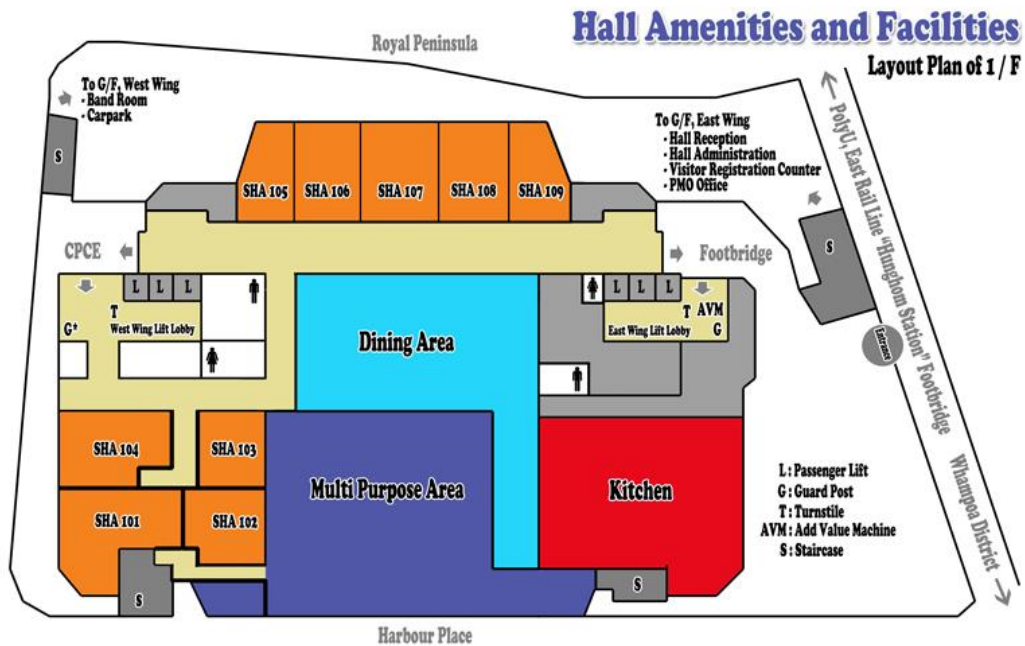 Hall Amenities and Facilities
Layout Plan of 1 / F
Royal Peninsula
To G/F, West Wing
- Band Room
- Carpark
S
To G/F, East Wing
- Hall Reception
- Hall Administration
- Visitor Registration Counter
- PMO Office
S
PolyU, East Rail Line "Hunghom Station" Footbridge
Entrance
Whampoa District
SHA 105
SHA 106
SHA 107
SHA 108
SHA 109
CPCE
Footbridge
L L L
T
G*
West Wing Lift Lobby
L L L
T AVM
East Wing Lift Lobby
G
Dining Area
SHA 104
SHA 103
SHA 101
SHA 102
Multi Purpose Area
Kitchen
S
S
L : Passenger Lift
G : Guard Post
T : Turnstile
AVM : Add Value Machine
S : Staircase
Harbour Place